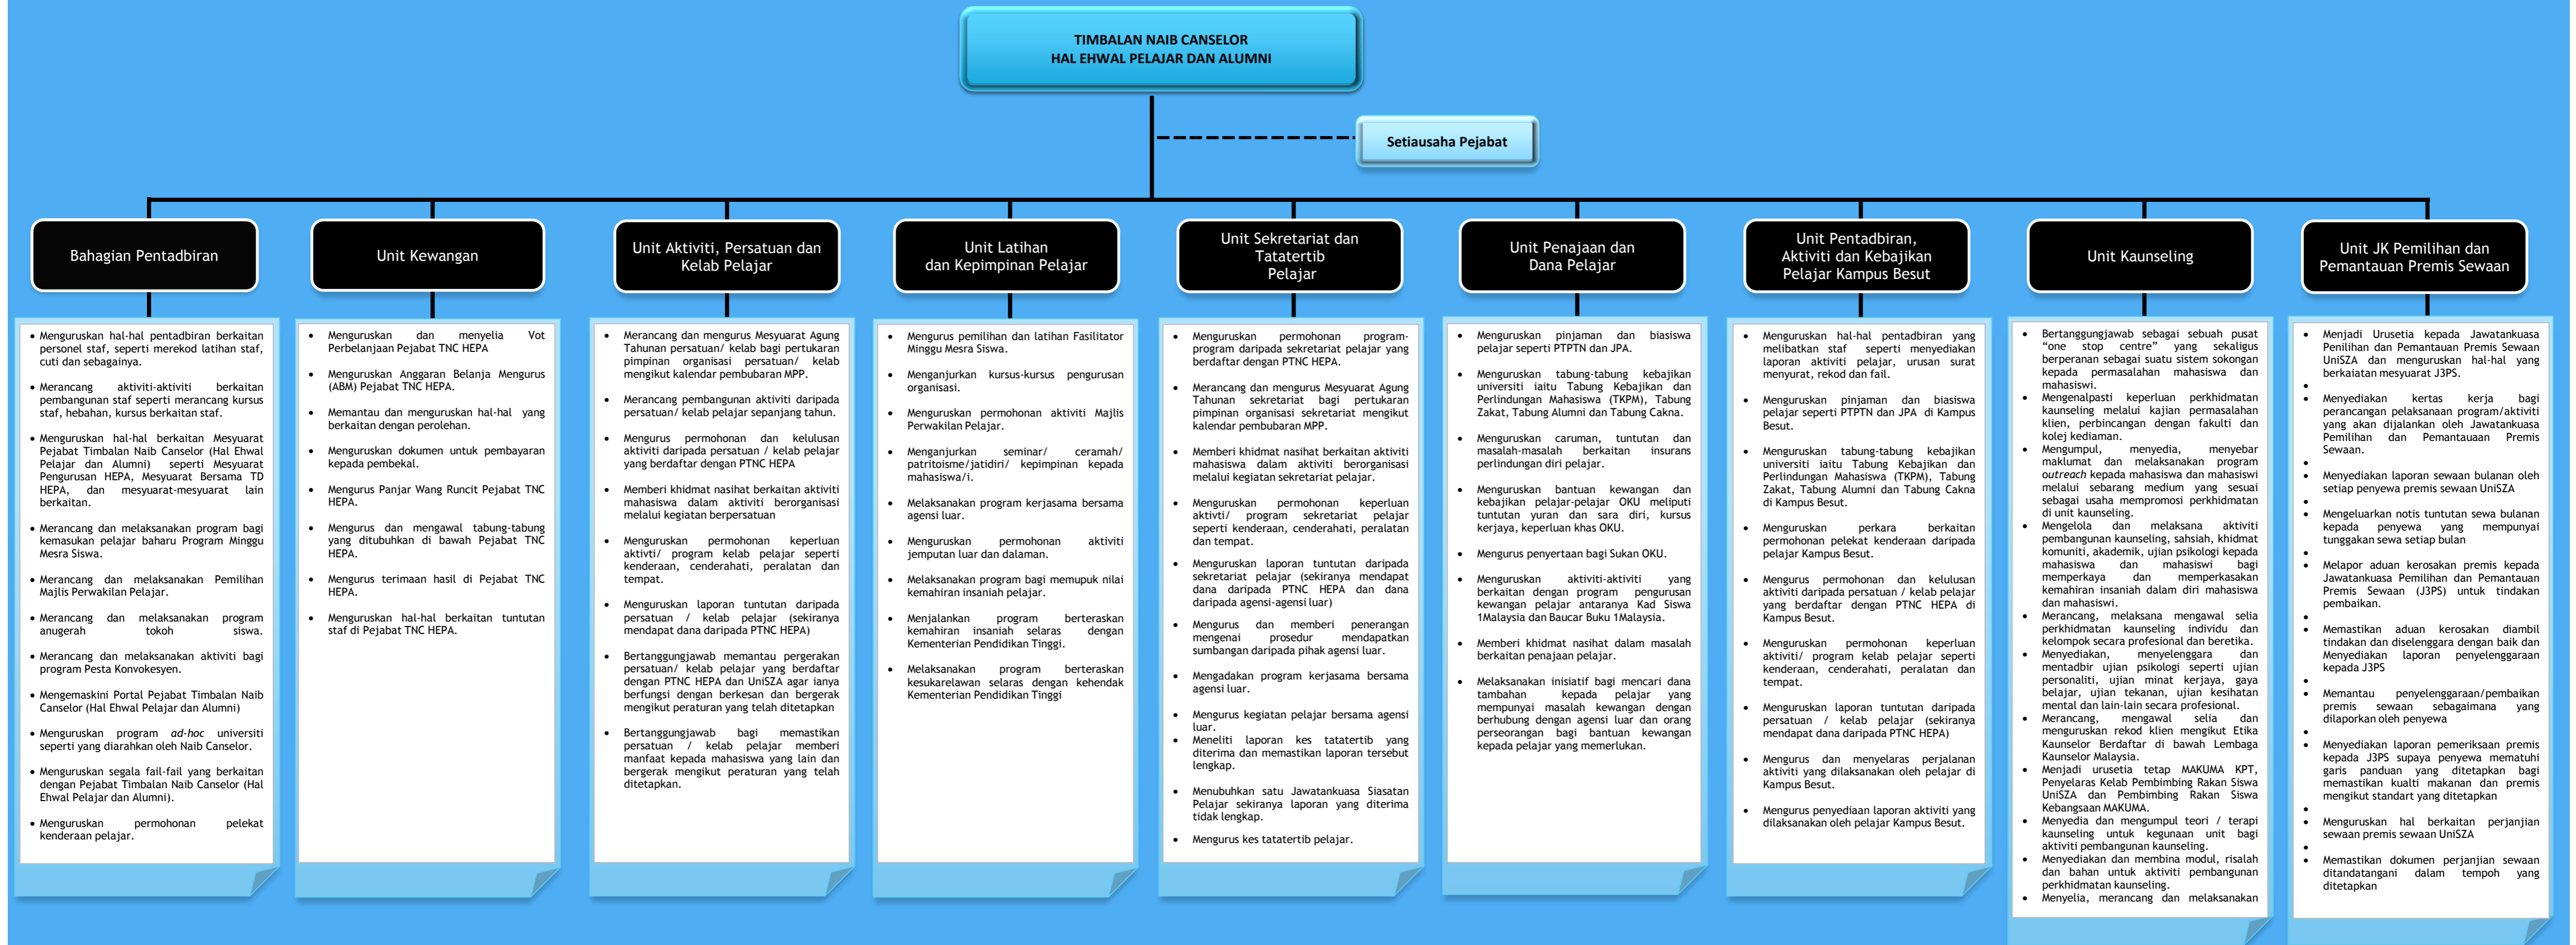 TIMBALAN NAIB CANSELOR
HAL EHWAL PELAJAR DAN ALUMNI
Setiausaha Pejabat
Bahagian Pentadbiran
Unit Kewangan
Unit Aktiviti, Persatuan dan
Kelab Pelajar
Unit Latihan
dan Kepimpinan Pelajar
Unit Sekretariat dan
Tatatertib
Pelajar
Unit Penajaan dan
Dana Pelajar
Unit Pentadbiran,
Aktiviti dan Kebajikan
Pelajar Kampus Besut
Unit Kaunseling
Unit JK Pemilihan dan
Pemantauan Premis Sewaan
• Menguruskan hal-hal pentadbiran berkaitan
personel staf, seperti merekod latihan staf,
cuti dan sebagainya.
• Merancang aktiviti-aktiviti berkaitan
pembangunan staf seperti merancang kursus
staf, hebahan, kursus berkaitan staf.
• Menguruskan hal-hal berkaitan Mesyuarat
Pejabat Timbalan Naib Canselor (Hal Ehwal
Pelajar dan Alumni) seperti Mesyuarat
Pengurusan HEPA, Mesyuarat Bersama TD
HEPA, dan mesyuarat-mesyuarat lain
berkaitan.
• Merancang dan melaksanakan program bagi
kemasukan pelajar baharu Program Minggu
Mesra Siswa.
• Merancang dan melaksanakan Pemilihan
Majlis Perwakilan Pelajar.
• Merancang dan melaksanakan program
anugerah tokoh siswa.
• Merancang dan melaksanakan aktiviti bagi
program Pesta Konvokesyen.
• Mengemaskini Portal Pejabat Timbalan Naib
Canselor (Hal Ehwal Pelajar dan Alumni)
• Menguruskan program ad-hoc universiti
seperti yang diarahkan oleh Naib Canselor.
• Menguruskan segala fail-fail yang berkaitan
dengan Pejabat Timbalan Naib Canselor (Hal
Ehwal Pelajar dan Alumni).
• Menguruskan permohonan pelekat
kenderaan pelajar.
• Menguruskan dan menyelia Vot
Perbelanjaan Pejabat TNC HEPA
• Menguruskan Anggaran Belanja Mengurus
(ABM) Pejabat TNC HEPA.
• Memantau dan menguruskan hal-hal yang
berkaitan dengan perolehan.
• Menguruskan dokumen untuk pembayaran
kepada pembekal.
• Mengurus Panjar Wang Runcit Pejabat TNC
HEPA.
• Mengurus dan mengawal tabung-tabung
yang ditubuhkan di bawah Pejabat TNC
HEPA.
• Mengurus terimaan hasil di Pejabat TNC
HEPA.
• Menguruskan hal-hal berkaitan tuntutan
staf di Pejabat TNC HEPA.
• Merancang dan mengurus Mesyuarat Agung
Tahunan persatuan/ kelab bagi pertukaran
pimpinan organisasi persatuan/ kelab
mengikut kalendar pembubaran MPP.
• Merancang pembangunan aktiviti daripada
persatuan/ kelab pelajar sepanjang tahun.
• Mengurus permohonan dan kelulusan
aktiviti daripada persatuan / kelab pelajar
yang berdaftar dengan PTNC HEPA
• Memberi khidmat nasihat berkaitan aktiviti
mahasiswa dalam aktiviti berorganisasi
melalui kegiatan berpersatuan
• Menguruskan permohonan keperluan
aktivti/ program kelab pelajar seperti
kenderaan, cenderahati, peralatan dan
tempat.
• Menguruskan laporan tuntutan daripada
persatuan / kelab pelajar (sekiranya
mendapat dana daripada PTNC HEPA)
• Bertanggungjawab memantau pergerakan
persatuan/ kelab pelajar yang berdaftar
dengan PTNC HEPA dan UniSZA agar ianya
berfungsi dengan berkesan dan bergerak
mengikut peraturan yang telah ditetapkan
• Bertanggungjawab bagi memastikan
persatuan / kelab pelajar memberi
manfaat kepada mahasiswa yang lain dan
bergerak mengikut peraturan yang telah
ditetapkan.
• Mengurus pemilihan dan latihan Fasilitator
Minggu Mesra Siswa.
• Menganjurkan kursus-kursus pengurusan
organisasi.
• Menguruskan permohonan aktiviti Majlis
Perwakilan Pelajar.
• Menganjurkan seminar/ ceramah/
patritoisme/jatidiri/ kepimpinan kepada
mahasiswa/i.
• Melaksanakan program kerjasama bersama
agensi luar.
• Menguruskan permohonan aktiviti
jemputan luar dan dalaman.
• Melaksanakan program bagi memupuk nilai
kemahiran insaniah pelajar.
• Menjalankan program berteraskan
kemahiran insaniah selaras dengan
Kementerian Pendidikan Tinggi.
• Melaksanakan program berteraskan
kesukarelawan selaras dengan kehendak
Kementerian Pendidikan Tinggi
• Menguruskan permohonan program-
program daripada sekretariat pelajar yang
berdaftar dengan PTNC HEPA.
• Merancang dan mengurus Mesyuarat Agung
Tahunan sekretariat bagi pertukaran
pimpinan organisasi sekretariat mengikut
kalendar pembubaran MPP.
• Memberi khidmat nasihat berkaitan aktiviti
mahasiswa dalam aktiviti berorganisasi
melalui kegiatan sekretariat pelajar.
• Menguruskan permohonan keperluan
aktivti/ program sekretariat pelajar
seperti kenderaan, cenderahati, peralatan
dan tempat.
• Menguruskan laporan tuntutan daripada
sekretariat pelajar (sekiranya mendapat
dana daripada PTNC HEPA dan dana
daripada agensi-agensi luar)
• Mengurus dan memberi penerangan
mengenai prosedur mendapatkan
sumbangan daripada pihak agensi luar.
• Mengadakan program kerjasama bersama
agensi luar.
• Mengurus kegiatan pelajar bersama agensi
luar.
• Meneliti laporan kes tatatertib yang
diterima dan memastikan laporan tersebut
lengkap.
• Menubuhkan satu Jawatankuasa Siasatan
Pelajar sekiranya laporan yang diterima
tidak lengkap.
• Mengurus kes tatatertib pelajar.
• Menguruskan pinjaman dan biasiswa
pelajar seperti PTPTN dan JPA.
• Menguruskan tabung-tabung kebajikan
universiti iaitu Tabung Kebajikan dan
Perlindungan Mahasiswa (TKPM), Tabung
Zakat, Tabung Alumni dan Tabung Cakna.
• Menguruskan caruman, tuntutan dan
masalah-masalah berkaitan insurans
perlindungan diri pelajar.
• Menguruskan bantuan kewangan dan
kebajikan pelajar-pelajar OKU meliputi
tuntutan yuran dan sara diri, kursus
kerjaya, keperluan khas OKU.
• Mengurus penyertaan bagi Sukan OKU.
• Menguruskan aktiviti-aktiviti yang
berkaitan dengan program pengurusan
kewangan pelajar antaranya Kad Siswa
1Malaysia dan Baucar Buku 1Malaysia.
• Memberi khidmat nasihat dalam masalah
berkaitan penajaan pelajar.
• Melaksanakan inisiatif bagi mencari dana
tambahan kepada pelajar yang
mempunyai masalah kewangan dengan
berhubung dengan agensi luar dan orang
perseorangan bagi bantuan kewangan
kepada pelajar yang memerlukan.
• Menguruskan hal-hal pentadbiran yang
melibatkan staf seperti menyediakan
laporan aktiviti pelajar, urusan surat
menyurat, rekod dan fail.
• Menguruskan pinjaman dan biasiswa
pelajar seperti PTPTN dan JPA di Kampus
Besut.
• Menguruskan tabung-tabung kebajikan
universiti iaitu Tabung Kebajikan dan
Perlindungan Mahasiswa (TKPM), Tabung
Zakat, Tabung Alumni dan Tabung Cakna
di Kampus Besut.
• Menguruskan perkara berkaitan
permohonan pelekat kenderaan daripada
pelajar Kampus Besut.
• Mengurus permohonan dan kelulusan
aktiviti daripada persatuan / kelab pelajar
yang berdaftar dengan PTNC HEPA di
Kampus Besut.
• Menguruskan permohonan keperluan
aktiviti/ program kelab pelajar seperti
kenderaan, cenderahati, peralatan dan
tempat.
• Menguruskan laporan tuntutan daripada
persatuan / kelab pelajar (sekiranya
mendapat dana daripada PTNC HEPA)
• Mengurus dan menyelaras perjalanan
aktiviti yang dilaksanakan oleh pelajar di
Kampus Besut.
• Mengurus penyediaan laporan aktiviti yang
dilaksanakan oleh pelajar Kampus Besut.
• Bertanggungjawab sebagai sebuah pusat
“one stop centre” yang sekaligus
berperanan sebagai suatu sistem sokongan
kepada permasalahan mahasiswa dan
mahasiswi.
• Mengenalpasti keperluan perkhidmatan
kaunseling melalui kajian permasalahan
klien, perbincangan dengan fakulti dan
kolej kediaman.
• Mengumpul, menyedia, menyebar
maklumat dan melaksanakan program
outreach kepada mahasiswa dan mahasiswi
melalui sebarang medium yang sesuai
sebagai usaha mempromosi perkhidmatan
di unit kaunseling.
• Mengelola dan melaksana aktiviti
pembangunan kaunseling, sahsiah, khidmat
komuniti, akademik, ujian psikologi kepada
mahasiswa dan mahasiswi bagi
memperkaya dan memperkasakan
kemahiran insaniah dalam diri mahasiswa
dan mahasiswi.
• Merancang, melaksana mengawal selia
perkhidmatan kaunseling individu dan
kelompok secara profesional dan beretika.
• Menyediakan, menyelenggara dan
mentadbir ujian psikologi seperti ujian
personaliti, ujian minat kerjaya, gaya
belajar, ujian tekanan, ujian kesihatan
mental dan lain-lain secara profesional.
• Merancang, mengawal selia dan
menguruskan rekod klien mengikut Etika
Kaunselor Berdaftar di bawah Lembaga
Kaunselor Malaysia.
• Menjadi urusetia tetap MAKUMA KPT,
Penyelaras Kelab Pembimbing Rakan Siswa
UniSZA dan Pembimbing Rakan Siswa
Kebangsaan MAKUMA.
• Menyedia dan mengumpul teori / terapi
kaunseling untuk kegunaan unit bagi
aktiviti pembangunan kaunseling.
• Menyediakan dan membina modul, risalah
dan bahan untuk aktiviti pembangunan
perkhidmatan kaunseling.
• Menyelia, merancang dan melaksanakan
• Menjadi Urusetia kepada Jawatankuasa
Penilihan dan Pemantauan Premis Sewaan
UniSZA dan menguruskan hal-hal yang
berkaiatan mesyuarat J3PS.
•
• Menyediakan kertas kerja bagi
perancangan pelaksanaan program/aktiviti
yang akan dijalankan oleh Jawatankuasa
Pemilihan dan Pemantauaan Premis
Sewaan.
•
• Menyediakan laporan sewaan bulanan oleh
setiap penyewa premis sewaan UniSZA
•
• Mengeluarkan notis tuntutan sewa bulanan
kepada penyewa yang mempunyai
tunggakan sewa setiap bulan
•
• Melapor aduan kerosakan premis kepada
Jawatankuasa Pemilihan dan Pemantauan
Premis Sewaan (J3PS) untuk tindakan
pembaikan.
•
• Memastikan aduan kerosakan diambil
tindakan dan diselenggara dengan baik dan
• Menyediakan laporan penyelenggaraan
kepada J3PS
•
• Memantau penyelenggaraan/pembaikan
premis sewaan sebagaimana yang
dilaporkan oleh penyewa
•
• Menyediakan laporan pemeriksaan premis
kepada J3PS supaya penyewa mematuhi
garis panduan yang ditetapkan bagi
memastikan kualti makanan dan premis
mengikut standart yang ditetapkan
•
• Menguruskan hal berkaitan perjanjian
sewaan premis sewaan UniSZA
•
• Memastikan dokumen perjanjian sewaan
ditandatangani dalam tempoh yang
ditetapkan